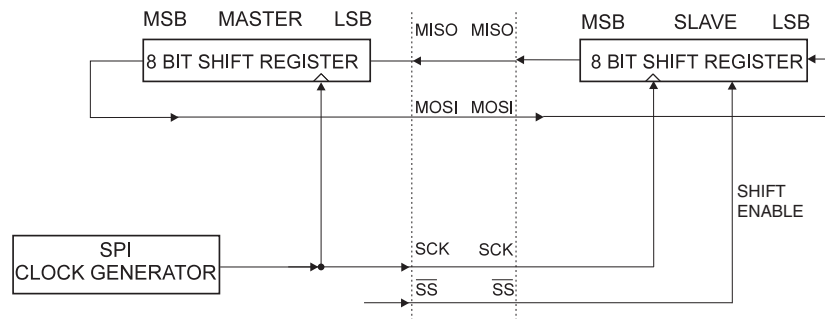 MSB MASTER LSB
MISO MISO
MSB SLAVE LSB
8 BIT SHIFT REGISTER
8 BIT SHIFT REGISTER
MOSI MOSI
SHIFT
ENABLE
SPI
CLOCK GENERATOR
SCK SCK
SS SS